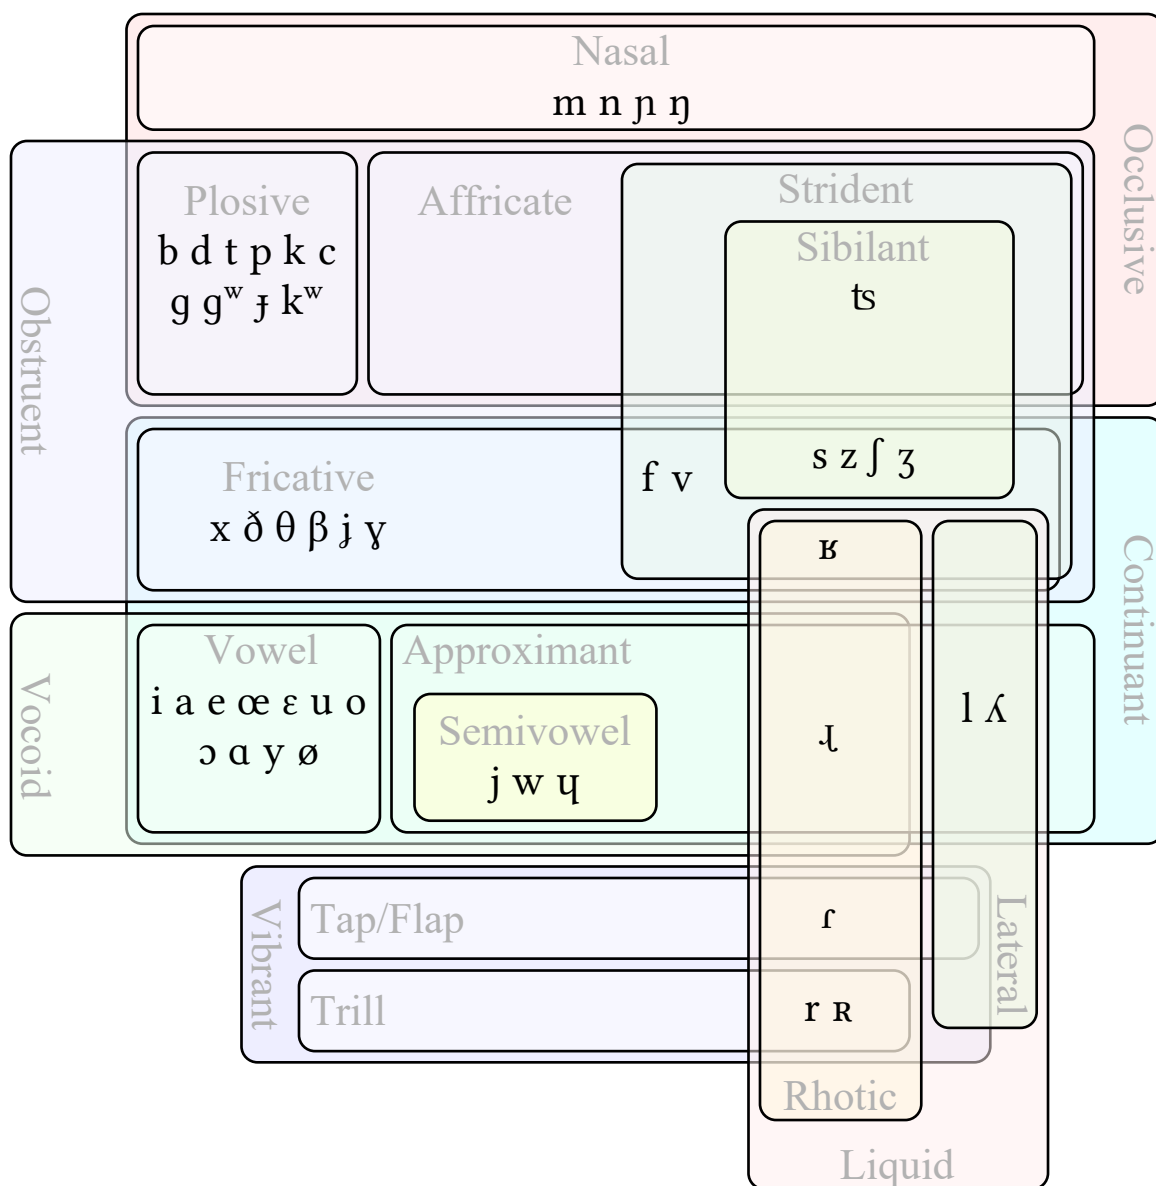 Nasal
m n ɲ ŋ
Occlusive
Obstruent
Plosive
b d t p k c
ɡ ɡʷ ɟ kʷ
Affricate
Strident
Sibilant
ʦ
s z ʃ ʒ
f v
Fricative
x ð θ β ʝ ɣ
Continuant
ʁ
Vocoid
Vowel
i a e œ ɛ u o
ɔ ɑ y ø
Approximant
Semivowel
j w ɥ
ɻ
l ʎ
Vibrant
Tap/Flap
ɾ
Lateral
Trill
r ʀ
Rhotic
Liquid